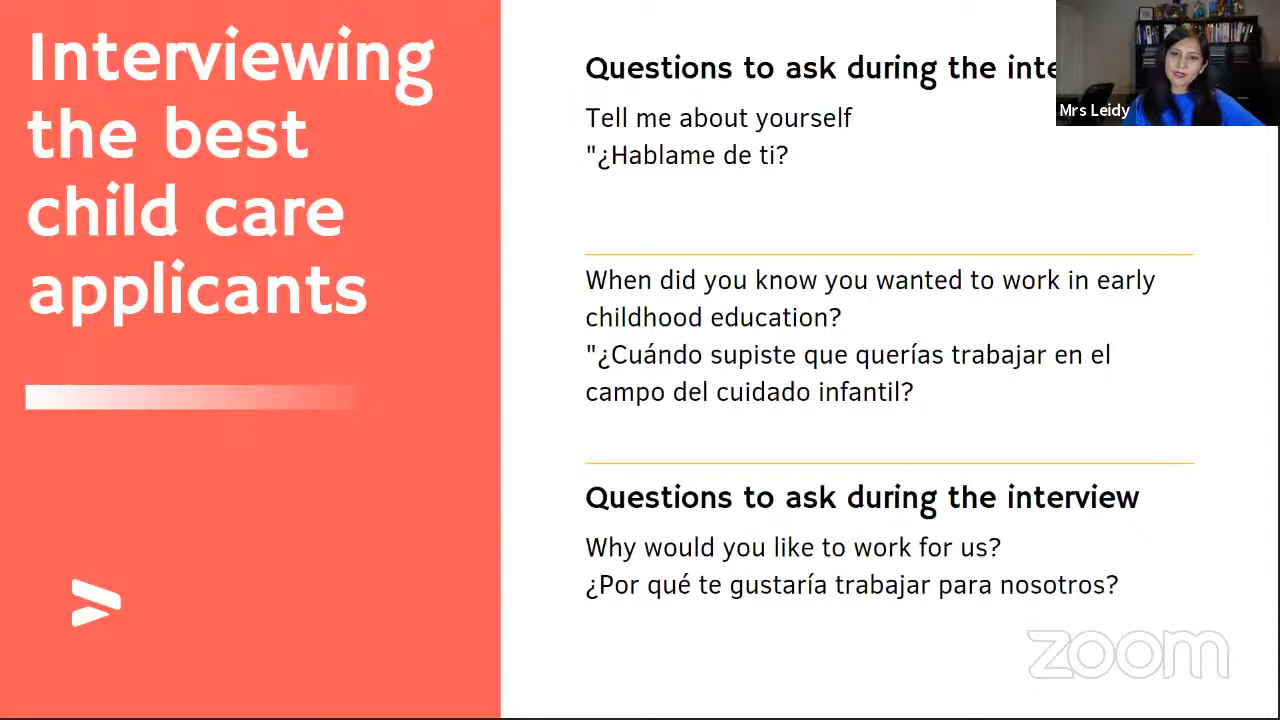 Interviewing
the best
child care
applicants
Questions to ask during the inte
Tell me about yourself
"¿Hablame de ti?
When did you know you wanted to work in early
childhood education?
"¿Cuándo supiste que querías trabajar en el
campo del cuidado infantil?
Questions to ask during the interview
Why would you like to work for us?
¿Por qué te gustaría trabajar para nosotros?
Mrs Leidy
zoom